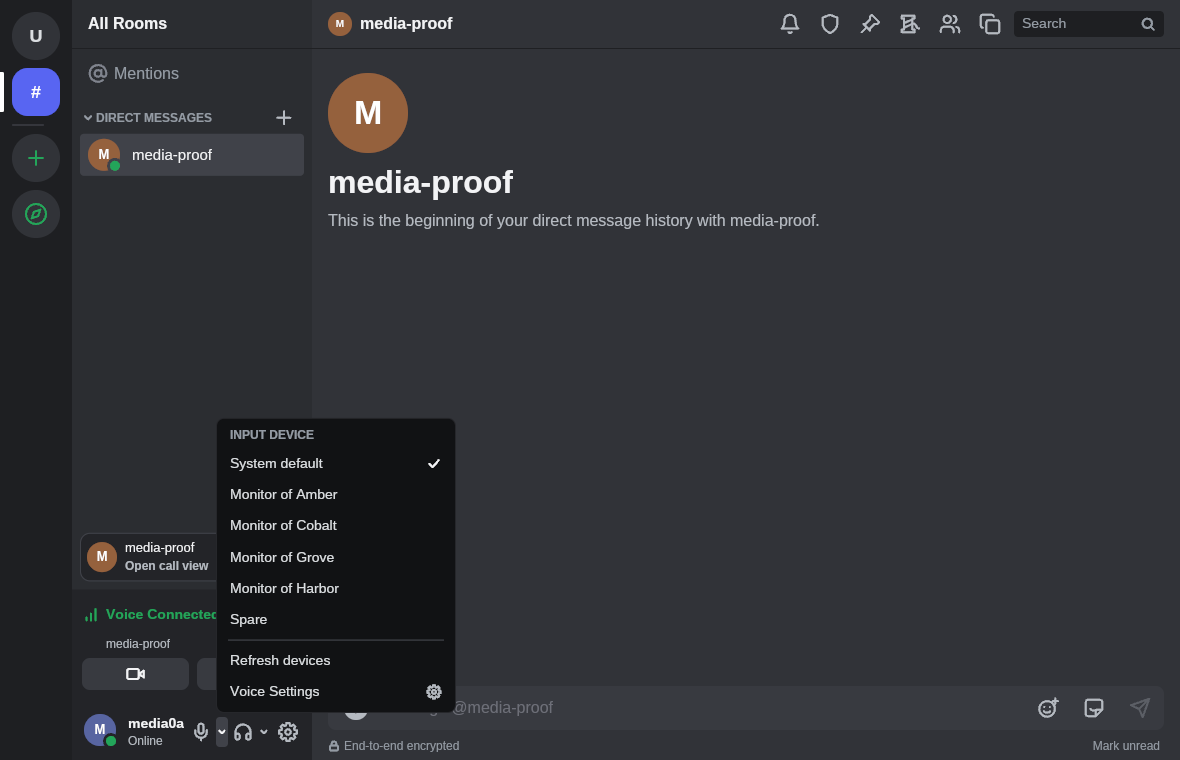 U
#
All Rooms
Mentions
DIRECT MESSAGES
M
media-proof
M
media-proof
Search
M
media-proof
This is the beginning of your direct message history with media-proof.
INPUT DEVICE
System default
Monitor of Amber
Monitor of Cobalt
Monitor of Grove
Monitor of Harbor
Spare
Refresh devices
Voice Settings
M
media-proof
Open call view
Voice Connected
media-proof
M
media0a
Online
@media-proof
End-to-end encrypted
Mark unread